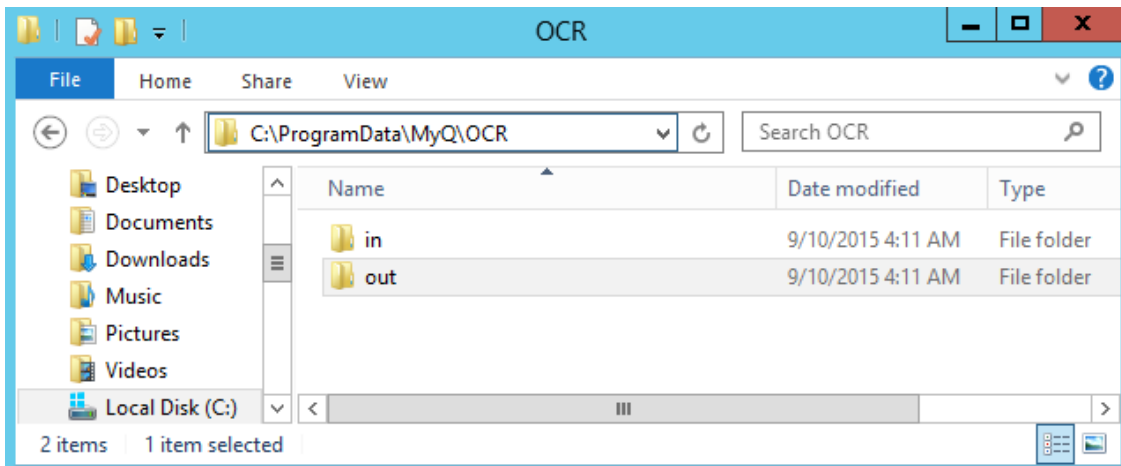 OCR
File Home Share View
C:\ProgramData\MyQ\OCR Search OCR
Name Date modified Type
Desktop
Documents
Downloads
Music
Pictures
Videos
Local Disk (C:)
in 9/10/2015 4:11 AM File folder
out 9/10/2015 4:11 AM File folder
2 items 1 item selected